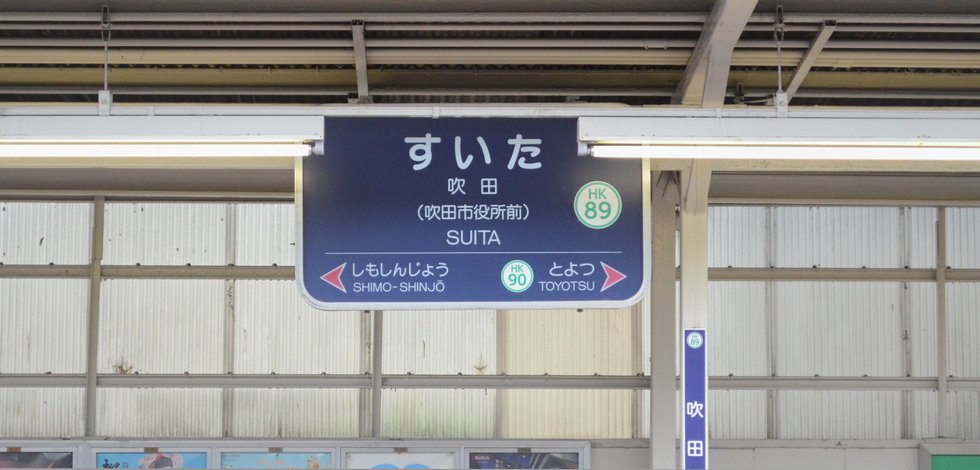 すいた
吹田
(吹田市役所前)
SUITA
HK
89
しもしんじょう
SHIMO-SHINJŌ
HK
90
とよつ
TOYOTSU
HK
89
吹田